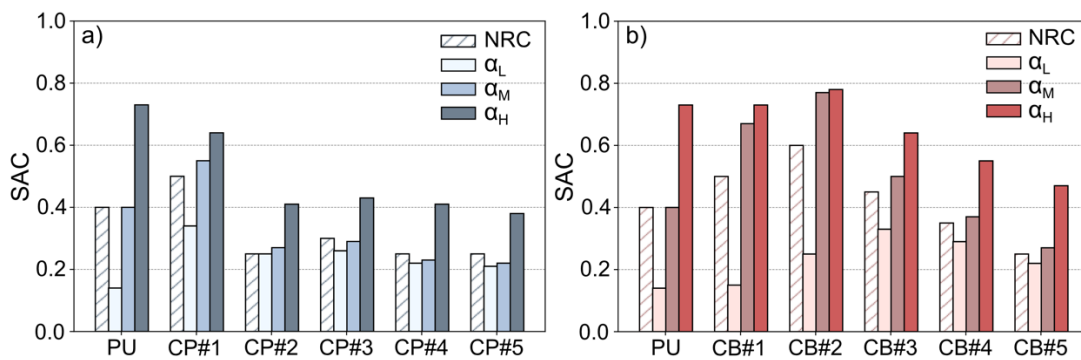 a)
NRC
α_L
α_M
α_H
SAC
1.0
0.8
0.6
0.4
0.2
0.0
PU CP#1 CP#2 CP#3 CP#4 CP#5
b)
NRC
α_L
α_M
α_H
SAC
1.0
0.8
0.6
0.4
0.2
0.0
PU CB#1 CB#2 CB#3 CB#4 CB#5